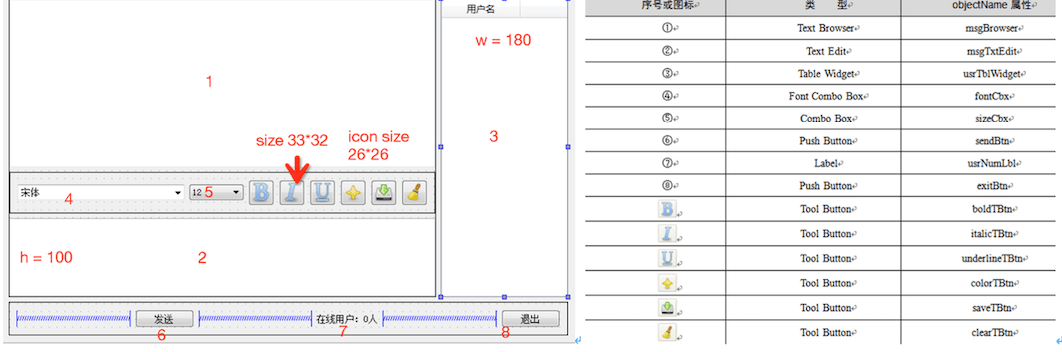 用户名
w = 180
1
size 33*32
icon size
26*26
3
宋体
4
12
5
B
I
U
h = 100
2
发送
在线用户：0人
退出
6
7
8
序号或图标 类 型 objectName 属性
① Text Browser msgBrowser
② Text Edit msgTxtEdit
③ Table Widget usrTblWidget
④ Font Combo Box fontCbx
⑤ Combo Box sizeCbx
⑥ Push Button sendBtn
⑦ Label usrNumLbl
⑧ Push Button exitBtn
B Tool Button boldTBtn
I Tool Button italicTBtn
U Tool Button underlineTBtn
Tool Button colorTBtn
Tool Button saveTBtn
Tool Button clearTBtn